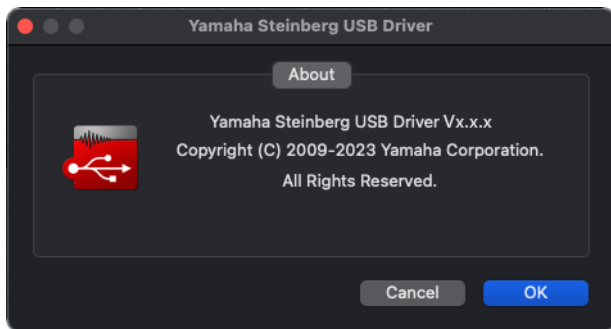 Yamaha Steinberg USB Driver
About
Yamaha Steinberg USB Driver Vx.x.x
Copyright (C) 2009-2023 Yamaha Corporation.
All Rights Reserved.
Cancel
OK